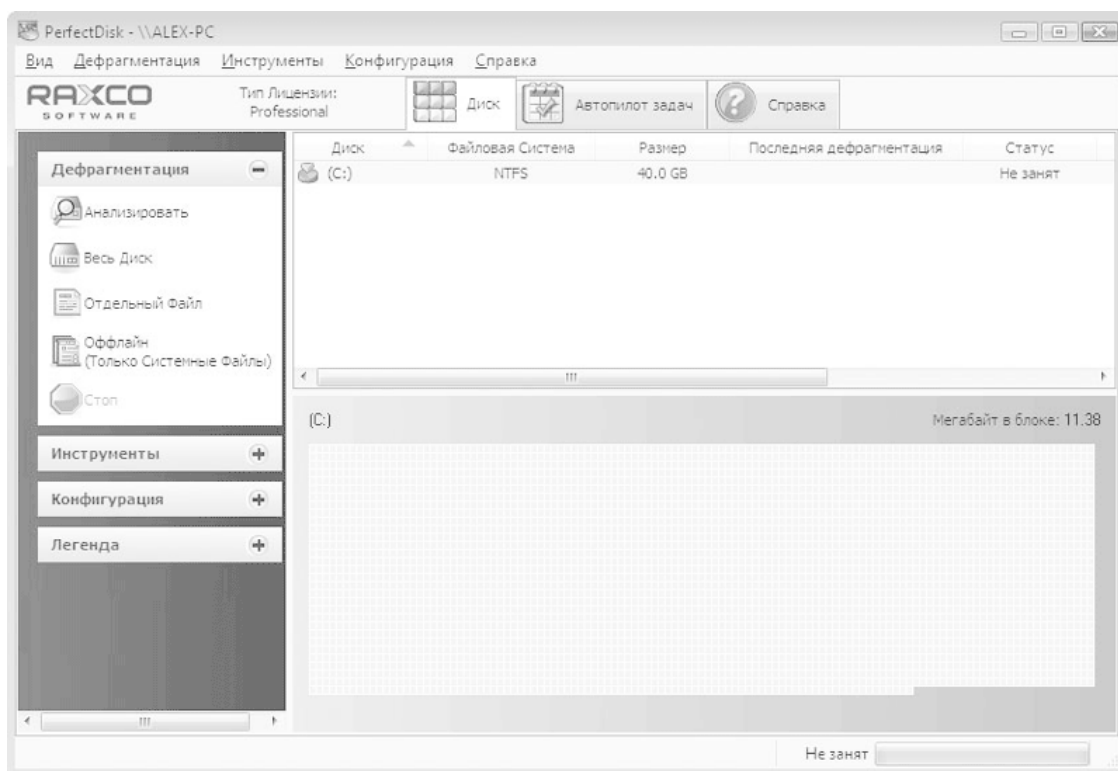 PerfectDisk - \\ALEX-PC
Вид Дефрагментация Инструменты Конфигурация Справка
RAXCO
SOFTWARE
Тип Лицензии:
Professional
Диск
Автопилот задач
Справка
Дефрагментация
Анализировать
Весь Диск
Отдельный Файл
Оффлайн
(Только Системные Файлы)
Стоп
Инструменты
Конфигурация
Легенда
Диск Файловая Система Размер Последняя дефрагментация Статус
(C:) NTFS 40.0 GB Не занят
(C:) Мегабайт в блоке: 11.38
Не занят